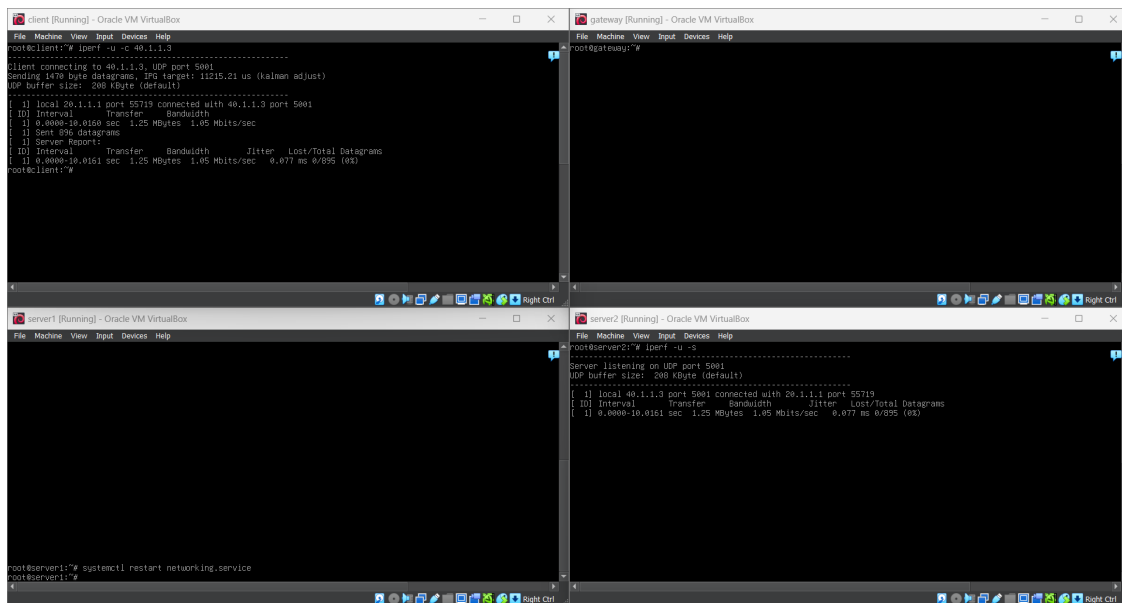 client [Running] - Oracle VM VirtualBox
File Machine View Input Devices Help
root@client:~# iperf -u -c 40.1.1.3
------------------------------------------------------------
Client connecting to 40.1.1.3, UDP port 5001
Sending 1470 byte datagrams, IPG target: 11215.21 us (kalman adjust)
UDP buffer size: 208 KByte (default)
------------------------------------------------------------
[ 1] local 20.1.1.1 port 55719 connected with 40.1.1.3 port 5001
[ ID] Interval Transfer Bandwidth
[ 1] 0.0000-10.0160 sec 1.25 MBytes 1.05 Mbits/sec
[ 1] Sent 896 datagrams
[ 1] Server Report:
[ ID] Interval Transfer Bandwidth Jitter Lost/Total Datagrams
[ 1] 0.0000-10.0161 sec 1.25 MBytes 1.05 Mbits/sec 0.077 ms 0/895 (0%)
root@client:~#
Right Ctrl
gateway [Running] - Oracle VM VirtualBox
File Machine View Input Devices Help
root@gateway:~#
Right Ctrl
server1 [Running] - Oracle VM VirtualBox
File Machine View Input Devices Help
root@server1:~# systemctl restart networking.service
root@server1:~#
Right Ctrl
server2 [Running] - Oracle VM VirtualBox
File Machine View Input Devices Help
root@server2:~# iperf -u -s
------------------------------------------------------------
Server listening on UDP port 5001
UDP buffer size: 208 KByte (default)
------------------------------------------------------------
[ 1] local 40.1.1.3 port 5001 connected with 20.1.1.1 port 55719
[ ID] Interval Transfer Bandwidth Jitter Lost/Total Datagrams
[ 1] 0.0000-10.0161 sec 1.25 MBytes 1.05 Mbits/sec 0.077 ms 0/895 (0%)
Right Ctrl